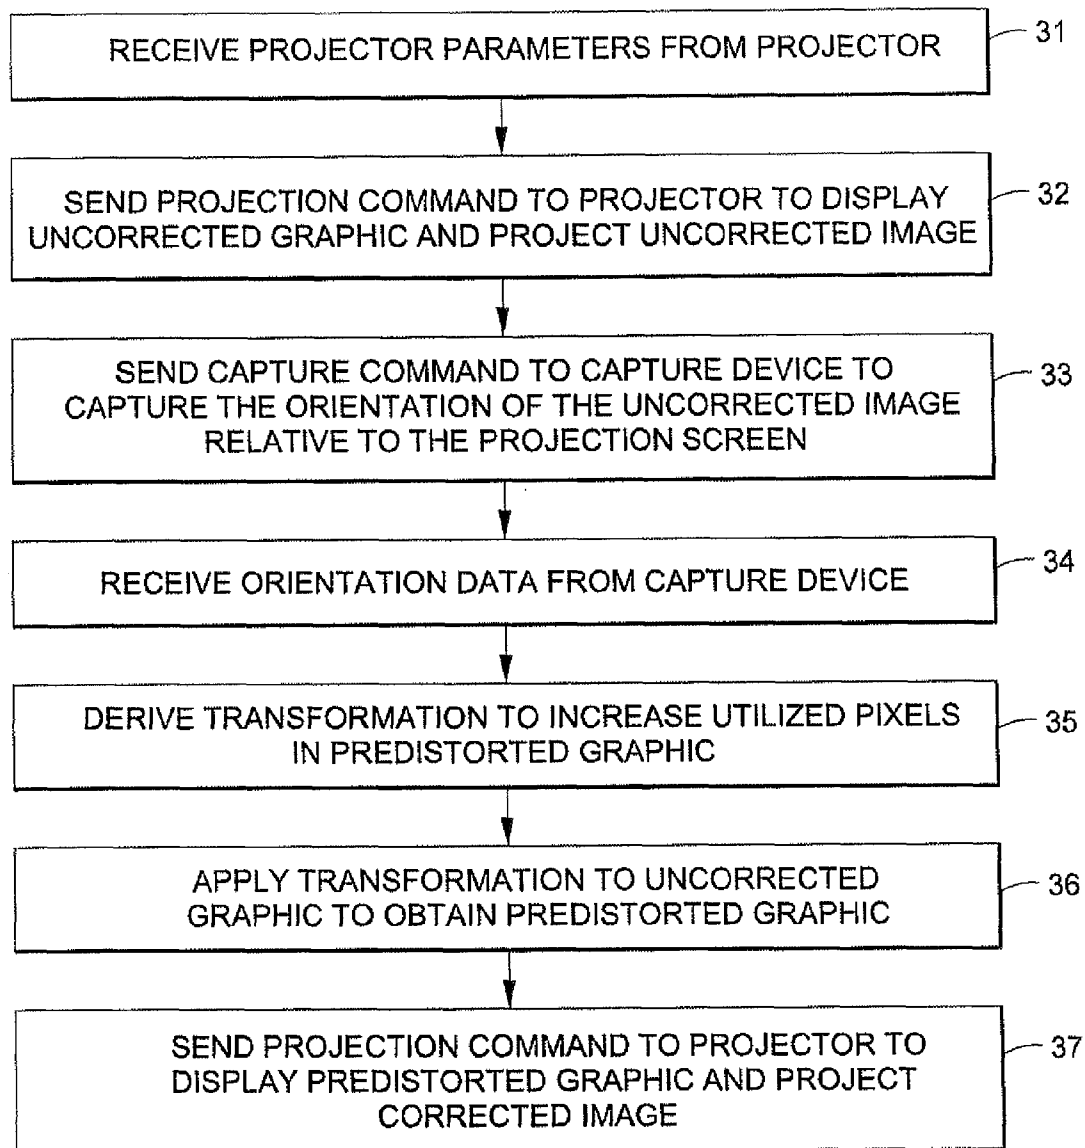 RECEIVE PROJECTOR PARAMETERS FROM PROJECTOR
31
SEND PROJECTION COMMAND TO PROJECTOR TO DISPLAY
UNCORRECTED GRAPHIC AND PROJECT UNCORRECTED IMAGE
32
SEND CAPTURE COMMAND TO CAPTURE DEVICE TO
CAPTURE THE ORIENTATION OF THE UNCORRECTED IMAGE
RELATIVE TO THE PROJECTION SCREEN
33
RECEIVE ORIENTATION DATA FROM CAPTURE DEVICE
34
DERIVE TRANSFORMATION TO INCREASE UTILIZED PIXELS
IN PREDISTORTED GRAPHIC
35
APPLY TRANSFORMATION TO UNCORRECTED
GRAPHIC TO OBTAIN PREDISTORTED GRAPHIC
36
SEND PROJECTION COMMAND TO PROJECTOR TO
DISPLAY PREDISTORTED GRAPHIC AND PROJECT
CORRECTED IMAGE
37